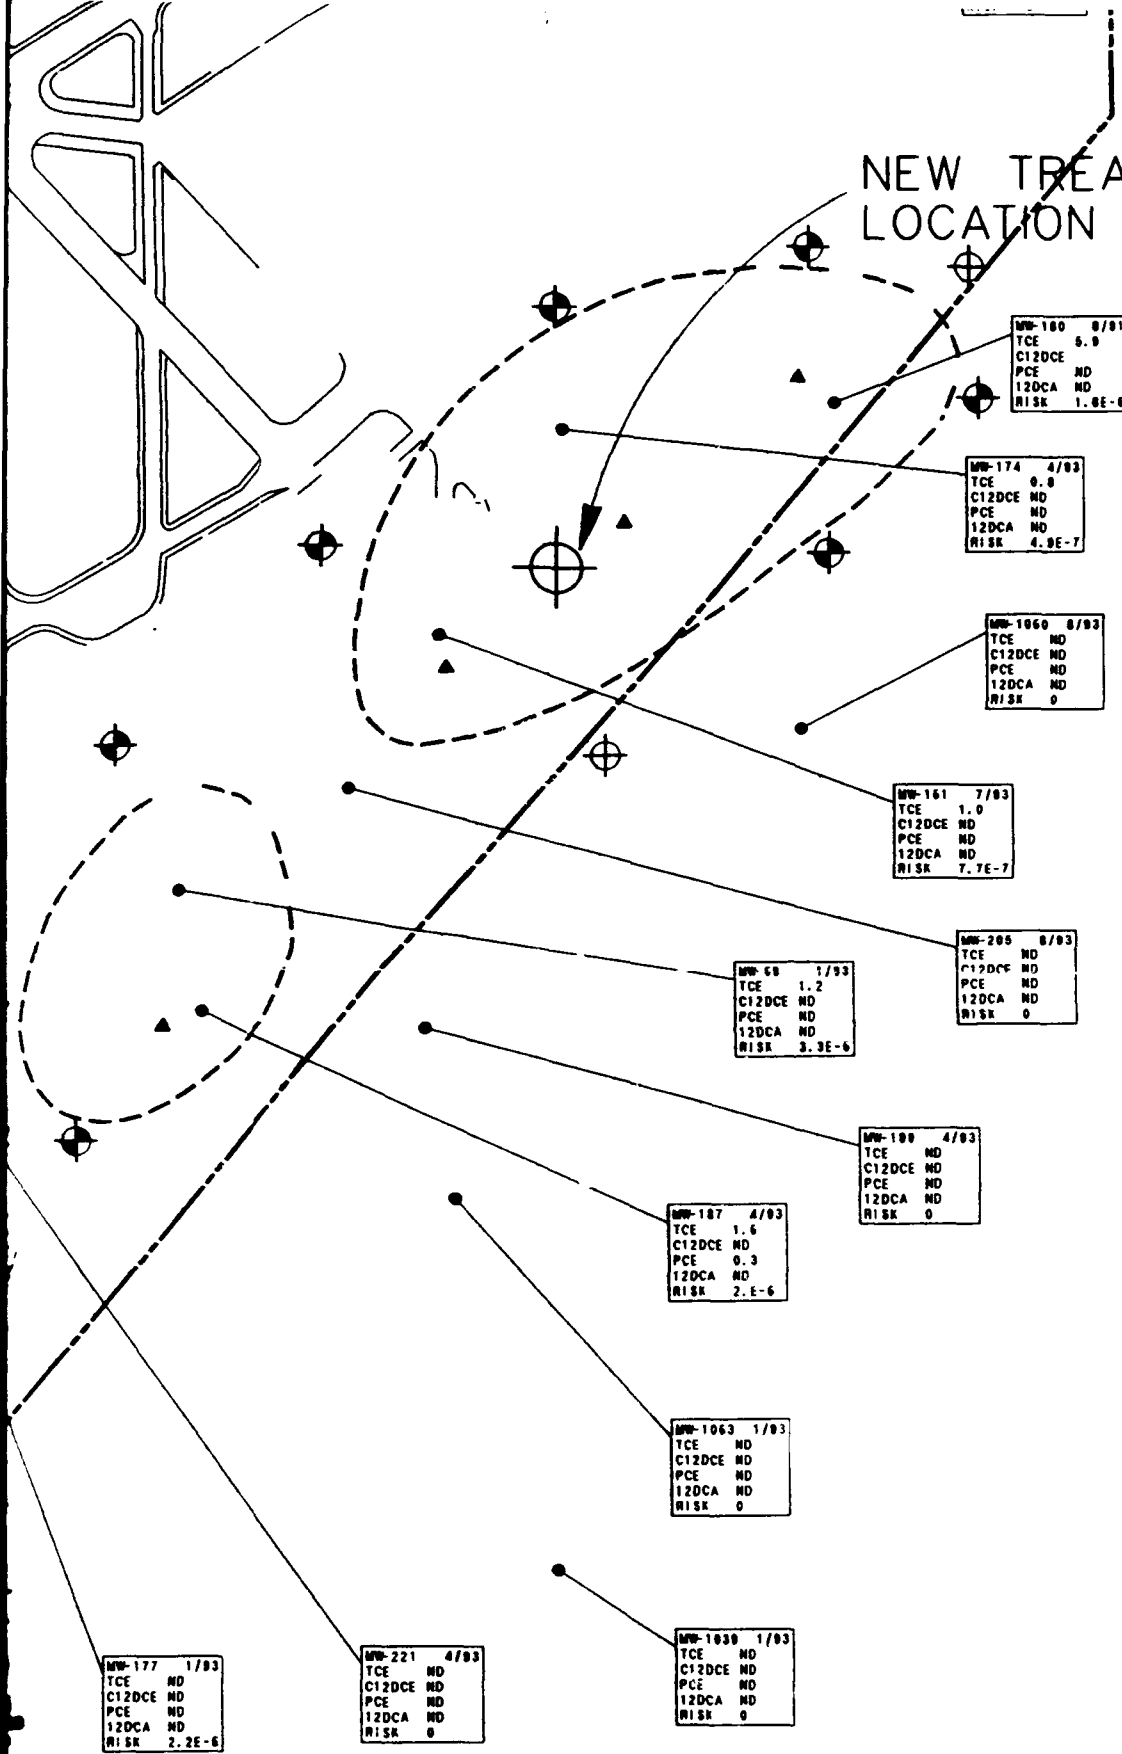 NEW TREA
LOCATION
MW-160 8/91
TCE 5.9
C12DCE
PCE ND
12DCA ND
RISK 1.6E-6
MW-174 4/93
TCE 0.8
C12DCE ND
PCE ND
12DCA ND
RISK 4.9E-7
MW-1060 8/93
TCE ND
C12DCE ND
PCE ND
12DCA ND
RISK 0
MW-161 7/93
TCE 1.0
C12DCE ND
PCE ND
12DCA ND
RISK 7.7E-7
MW-205 8/93
TCE ND
C12DCE ND
PCE ND
12DCA ND
RISK 0
MW-68 1/93
TCE 1.2
C12DCE ND
PCE ND
12DCA ND
RISK 3.3E-6
MW-199 4/93
TCE ND
C12DCE ND
PCE ND
12DCA ND
RISK 0
MW-187 4/93
TCE 1.6
C12DCE ND
PCE 0.3
12DCA ND
RISK 2.E-6
MW-1063 1/93
TCE ND
C12DCE ND
PCE ND
12DCA ND
RISK 0
MW-1039 1/93
TCE ND
C12DCE ND
PCE ND
12DCA ND
RISK 0
MW-177 1/93
TCE ND
C12DCE ND
PCE ND
12DCA ND
RISK 2.2E-6
MW-221 4/93
TCE ND
C12DCE ND
PCE ND
12DCA ND
RISK 0